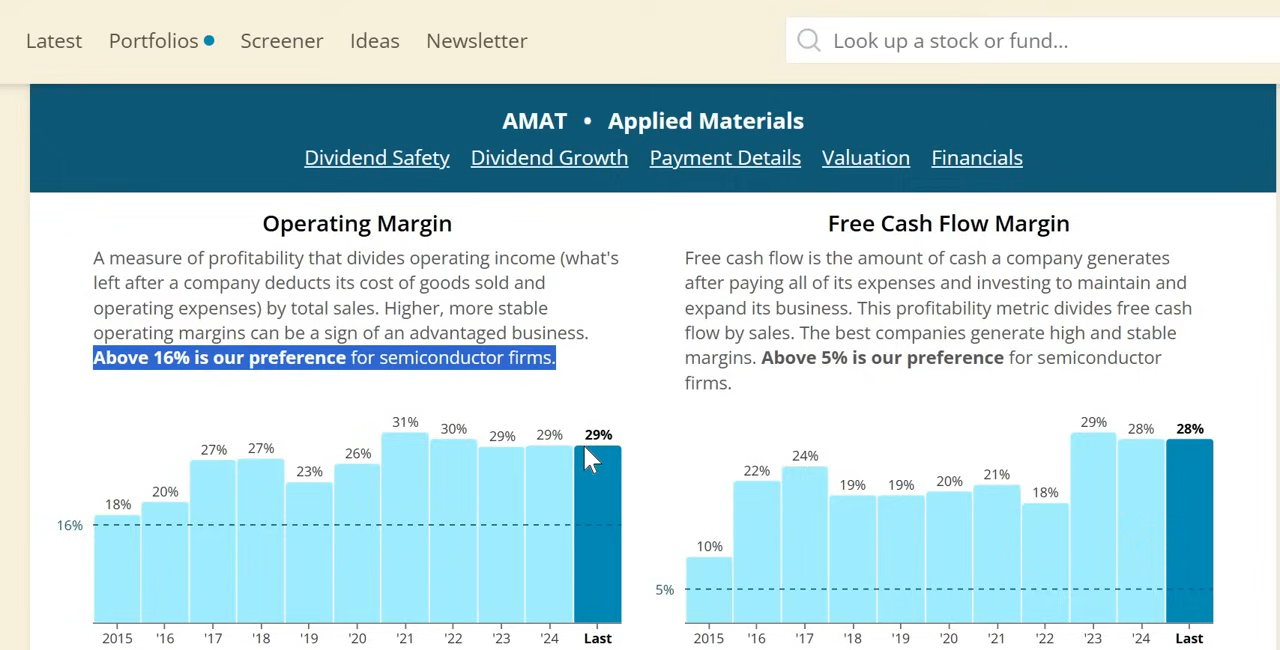 Latest Portfolios Screener Ideas Newsletter
Look up a stock or fund...
AMAT • Applied Materials
Dividend Safety Dividend Growth Payment Details Valuation Financials
Operating Margin
A measure of profitability that divides operating income (what's
left after a company deducts its cost of goods sold and
operating expenses) by total sales. Higher, more stable
operating margins can be a sign of an advantaged business.
Above 16% is our preference for semiconductor firms.
18% 20% 27% 27% 23% 26% 31% 30% 29% 29% 29%
16%
2015 '16 '17 '18 '19 '20 '21 '22 '23 '24 Last
Free Cash Flow Margin
Free cash flow is the amount of cash a company generates
after paying all of its expenses and investing to maintain and
expand its business. This profitability metric divides free cash
flow by sales. The best companies generate high and stable
margins. Above 5% is our preference for semiconductor
firms.
10% 22% 24% 19% 19% 20% 21% 18% 29% 28% 28%
5%
2015 '16 '17 '18 '19 '20 '21 '22 '23 '24 Last